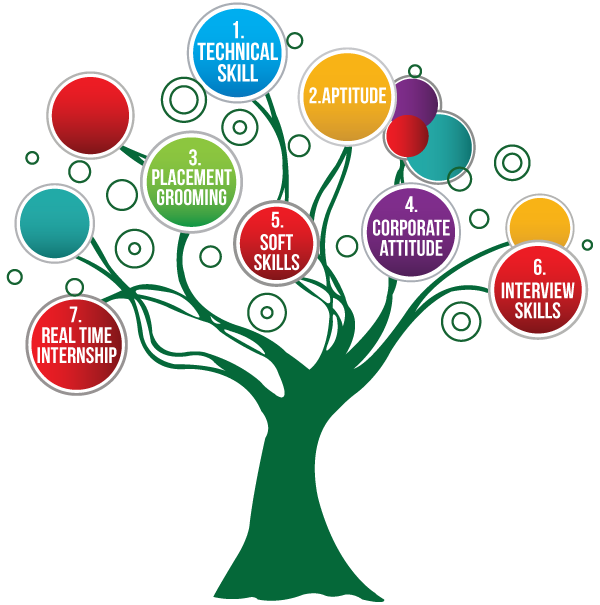 1.
TECHNICAL
SKILL
2.APTITUDE
3.
PLACEMENT
GROOMING
4.
CORPORATE
ATTITUDE
5.
SOFT
SKILLS
6.
INTERVIEW
SKILLS
7.
REAL TIME
INTERNSHIP